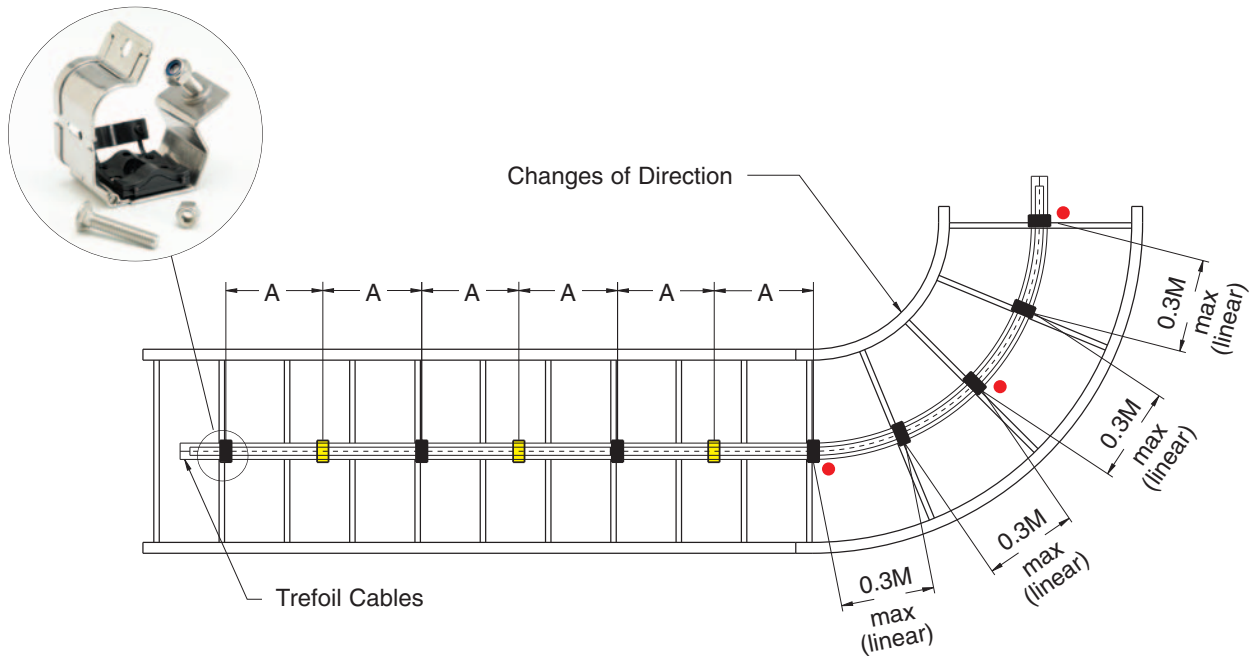 Changes of Direction
A A A A A A
0.3M
max
(linear)
0.3M
max
(linear)
0.3M
max
(linear)
0.3M
max
(linear)
Trefoil Cables